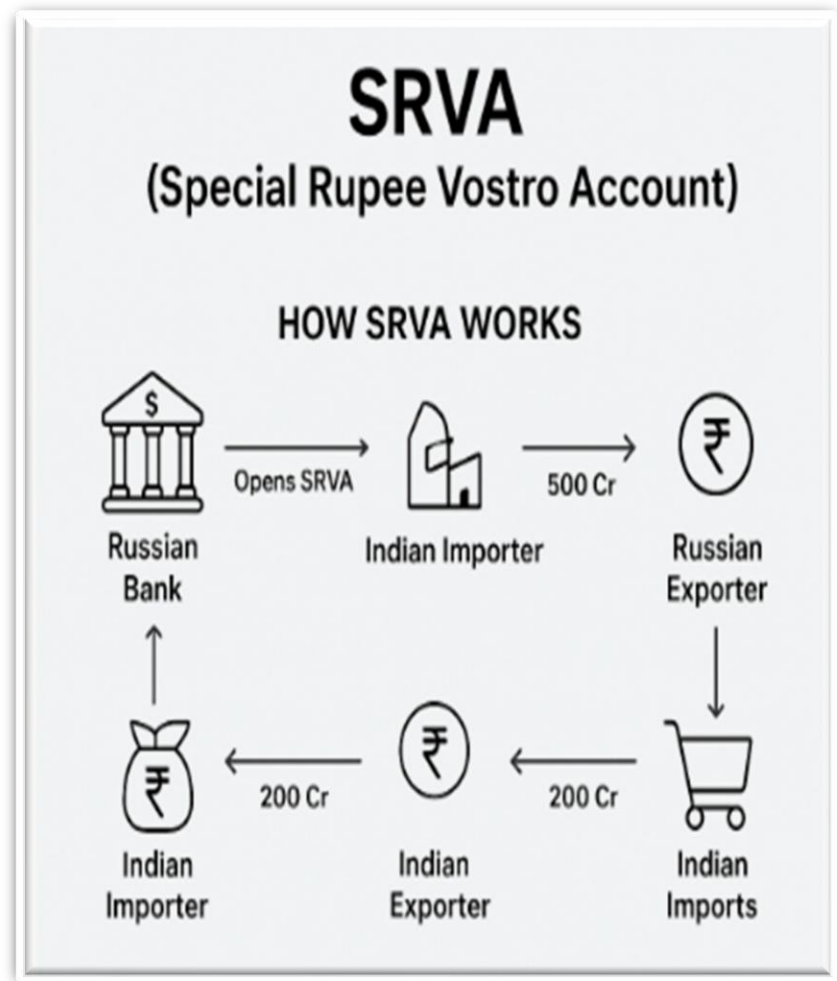 SRVA
(Special Rupee Vostro Account)
HOW SRVA WORKS
$
₹
Opens SRVA
500 Cr
Russian
Bank
Indian Importer
Russian
Exporter
₹
₹
200 Cr
200 Cr
Indian
Importer
Indian
Exporter
Indian
Imports